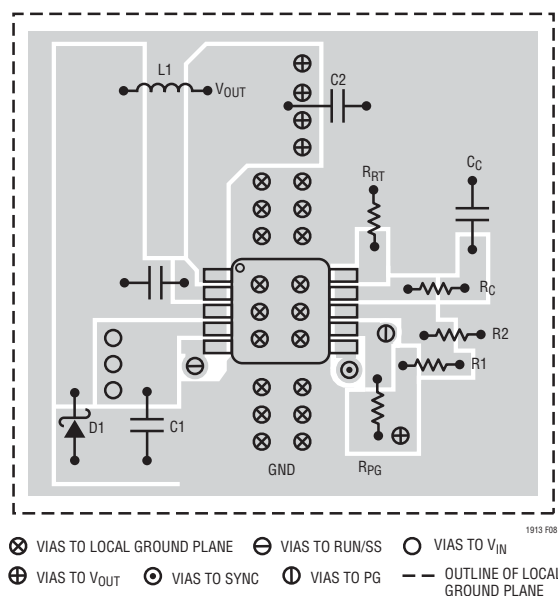 L1
VOUT
C2
RRT
CC
RC
R2
R1
D1
C1
GND
RPG
1913 F08
VIAS TO LOCAL GROUND PLANE
VIAS TO RUN/SS
VIAS TO VIN
VIAS TO VOUT
VIAS TO SYNC
VIAS TO PG
OUTLINE OF LOCAL
GROUND PLANE